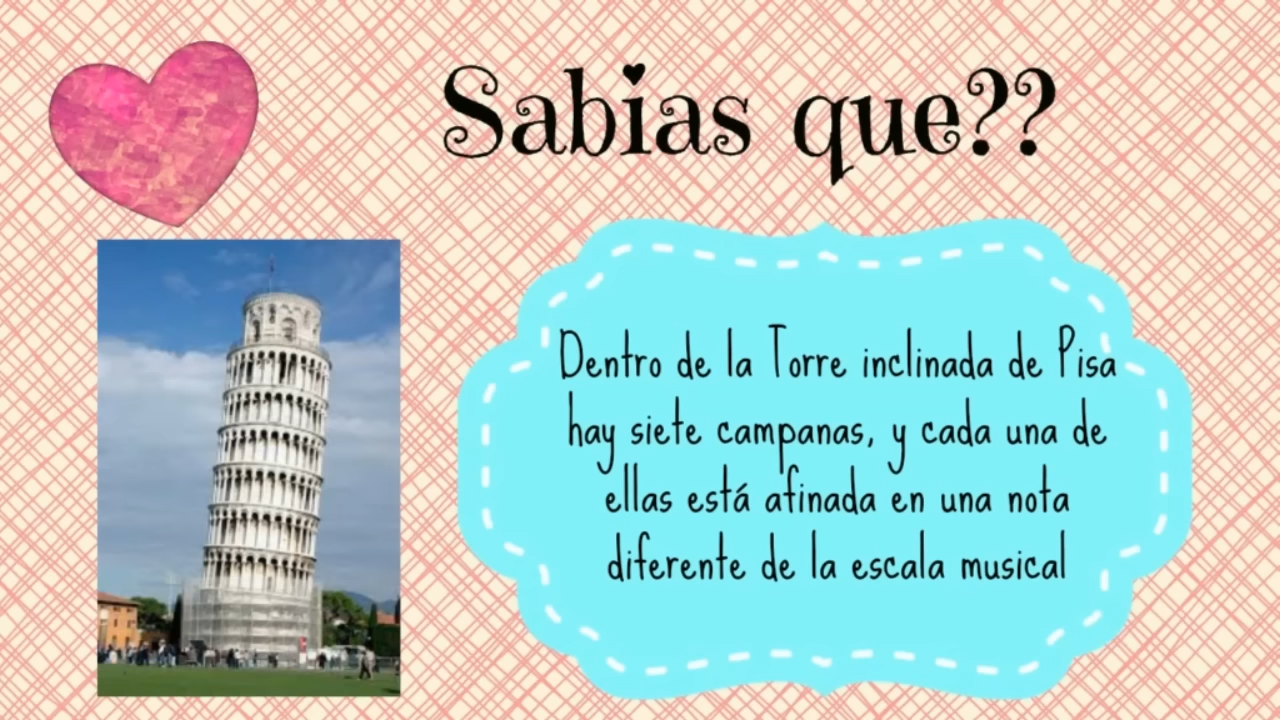 Sabias que??
Dentro de la Torre inclinada de Pisa
hay siete campanas, y cada una de
ellas está afinada en una nota
diferente de la escala musical